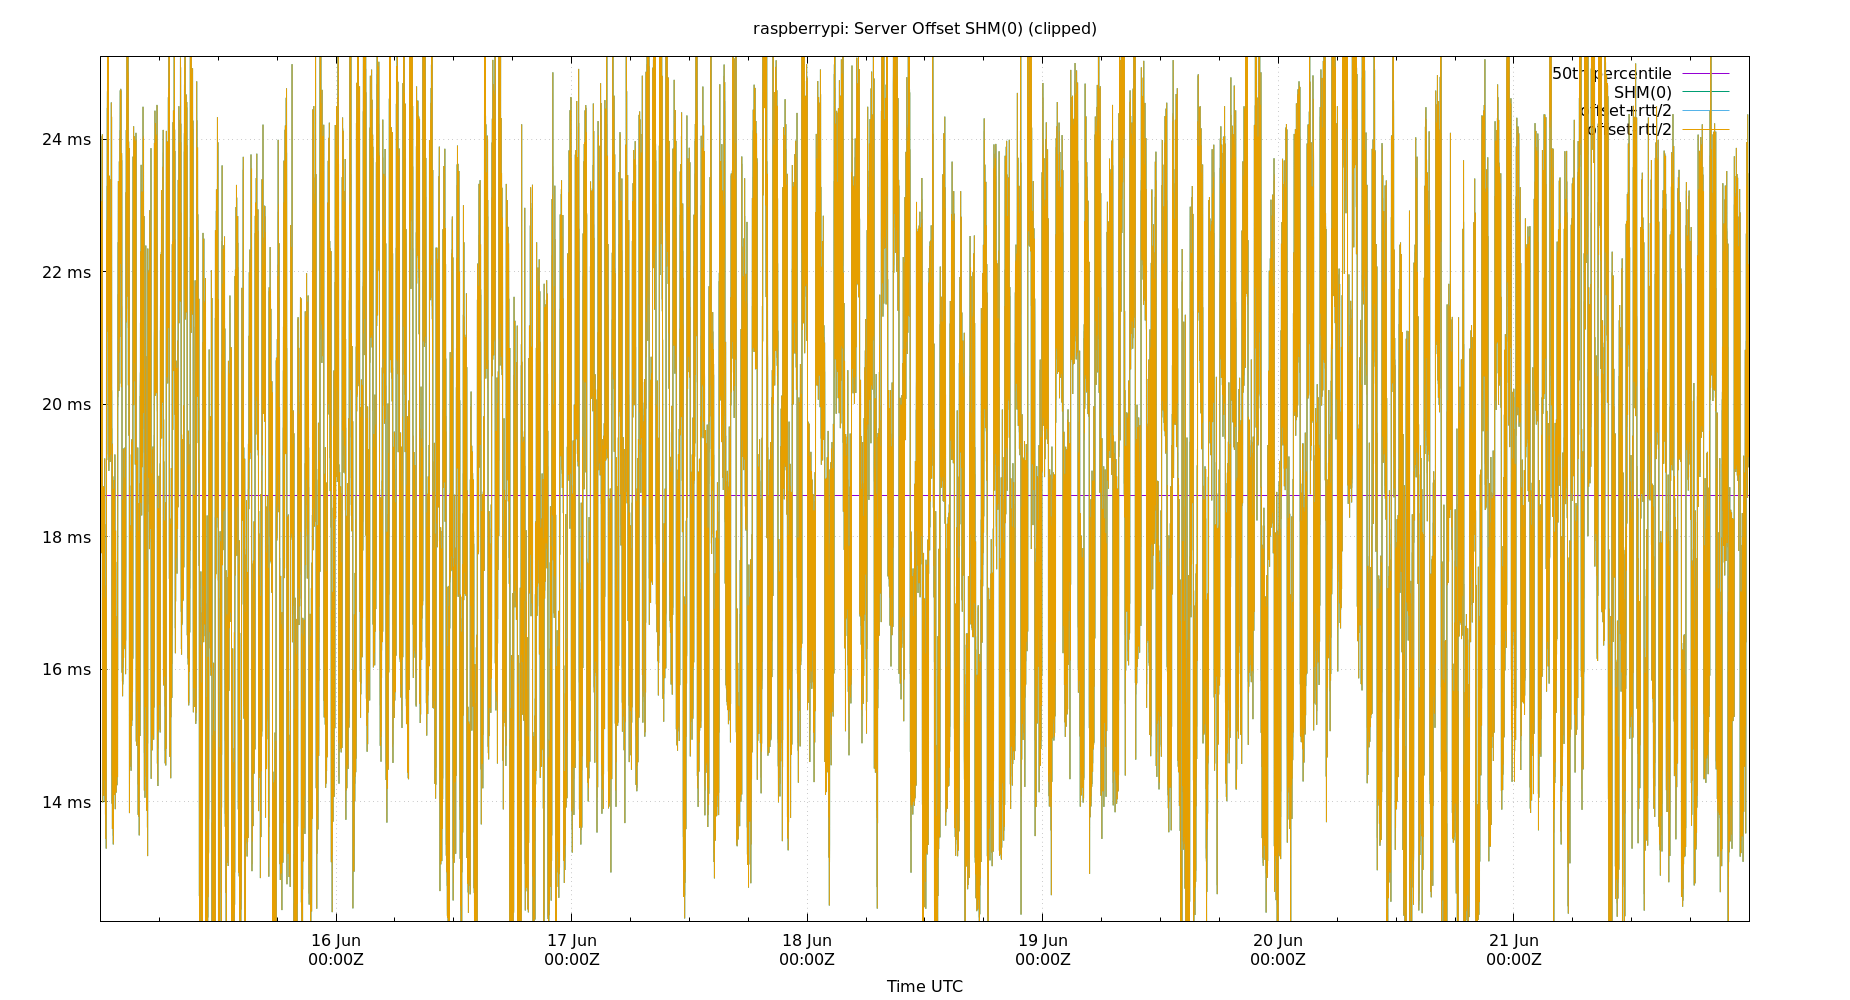 raspberrypi: Server Offset SHM(0) (clipped)
50th percentile
SHM(0)
offset+rtt/2
offset-rtt/2
24 ms
22 ms
20 ms
18 ms
16 ms
14 ms
16 Jun
00:00Z
17 Jun
00:00Z
18 Jun
00:00Z
19 Jun
00:00Z
20 Jun
00:00Z
21 Jun
00:00Z
Time UTC